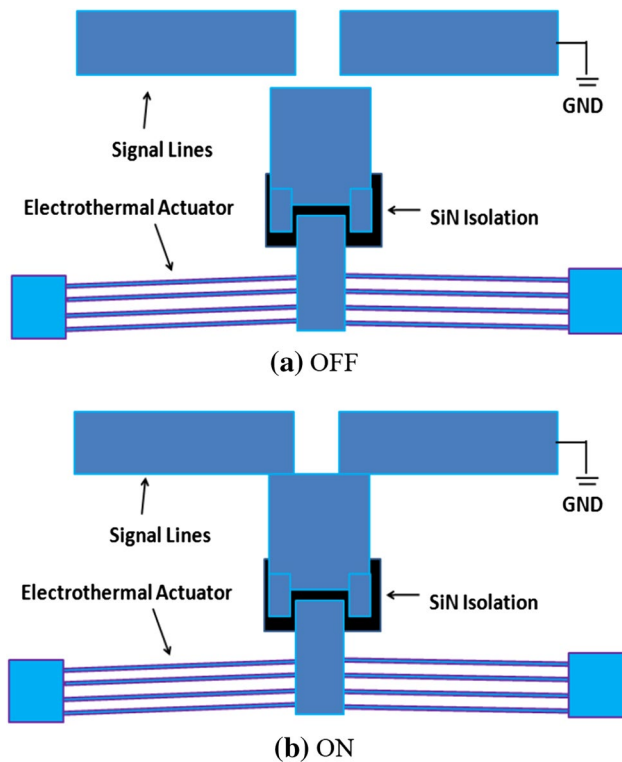 GND
Signal Lines
Electrothermal Actuator
SiN Isolation
(a) OFF
GND
Signal Lines
Electrothermal Actuator
SiN Isolation
(b) ON